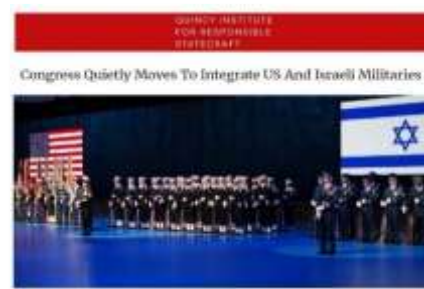 QUINCY INSTITUTE
FOR RESPONSIBLE
STATECRAFT
Congress Quietly Moves To Integrate US And Israeli Militaries